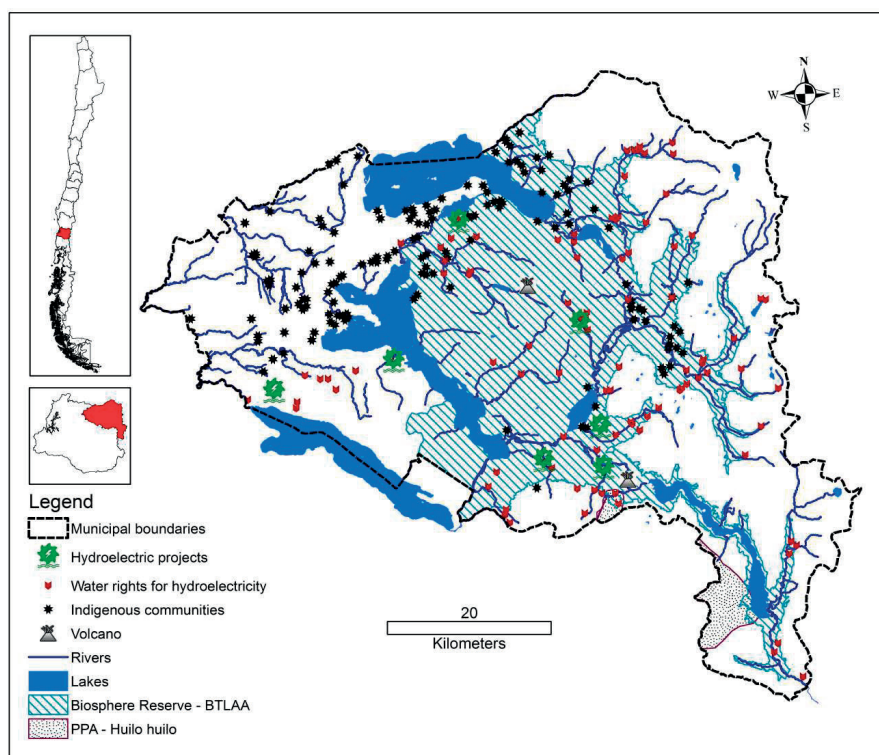 N
W E
S
Legend
Municipal boundaries
Hydroelectric projects
Water rights for hydroelectricity
Indigenous communities
Volcano
Rivers
Lakes
Biosphere Reserve - BTLAA
PPA - Huilo huilo
20
Kilometers